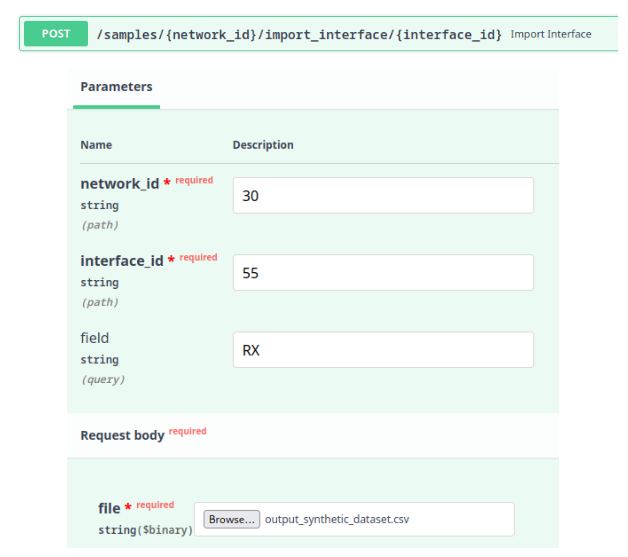 POST /samples/{network_id}/import_interface/{interface_id} Import Interface
Parameters
Name Description
network_id * required
string
(path)
30
interface_id * required
string
(path)
55
field
string
(query)
RX
Request body required
file * required
string($binary)
Browse... output_synthetic_dataset.csv